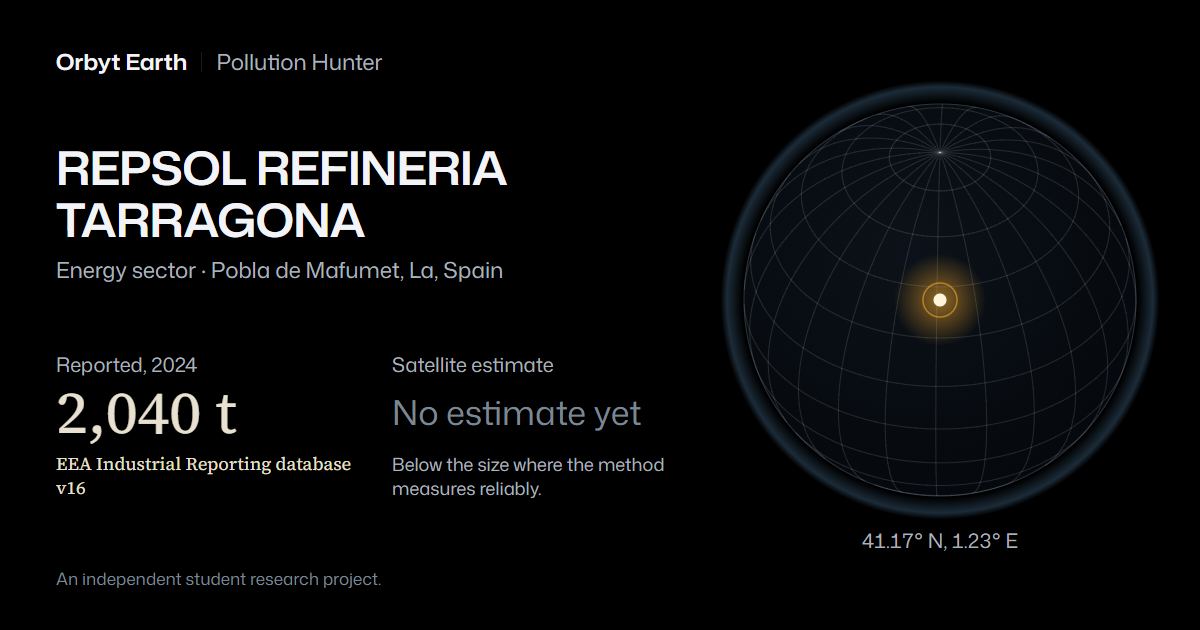 Orbyt Earth | Pollution Hunter
REPSOL REFINERIA
TARRAGONA
Energy sector · Pobla de Mafumet, La, Spain
Reported, 2024
2,040 t
EEA Industrial Reporting database
v16
Satellite estimate
No estimate yet
Below the size where the method
measures reliably.
41.17° N, 1.23° E
An independent student research project.